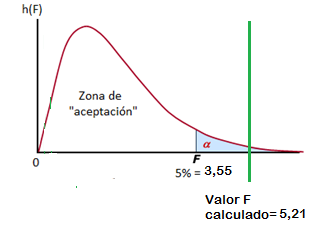 h(F)
Zona de
"aceptación"
α
0
F
5% = 3,55
Valor F
calculado= 5,21